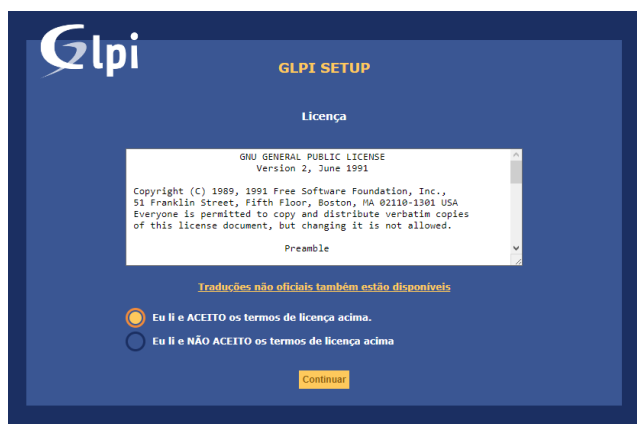 Glpi
GLPI SETUP
Licença
GNU GENERAL PUBLIC LICENSE
Version 2, June 1991
Copyright (C) 1989, 1991 Free Software Foundation, Inc.,
51 Franklin Street, Fifth Floor, Boston, MA 02110-1301 USA
Everyone is permitted to copy and distribute verbatim copies
of this license document, but changing it is not allowed.
Preamble
Traduções não oficiais também estão disponíveis
Eu li e ACEITO os termos de licença acima.
Eu li e NÃO ACEITO os termos de licença acima
Continuar